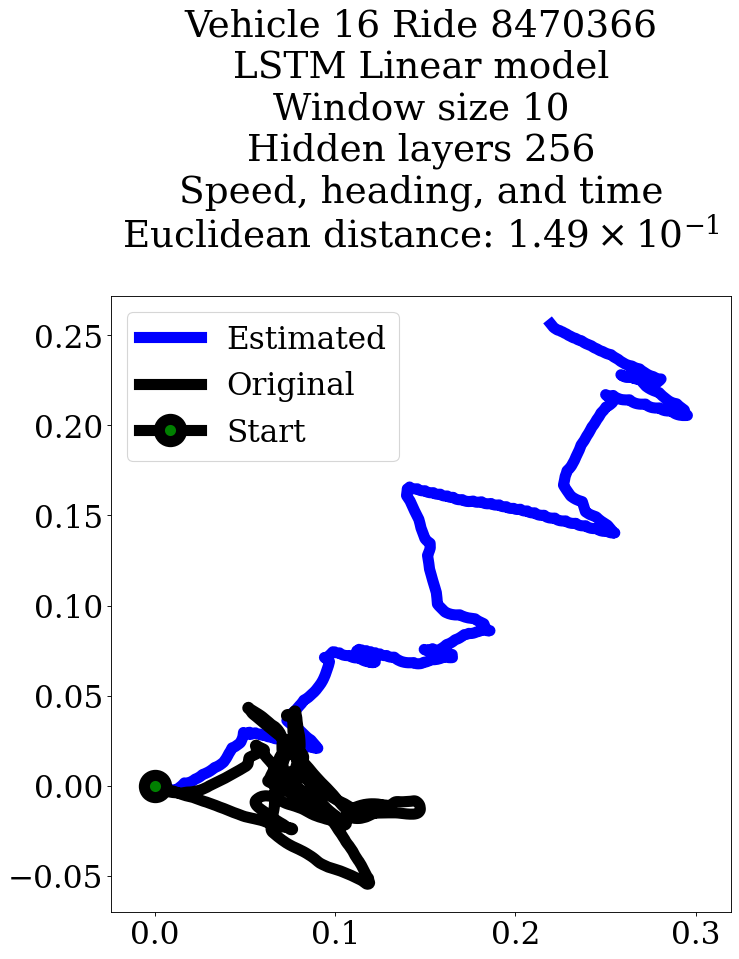 Vehicle 16 Ride 8470366
LSTM Linear model
Window size 10
Hidden layers 256
Speed, heading, and time
Euclidean distance: 1.49 × 10⁻¹
Estimated
Original
Start
0.25
0.20
0.15
0.10
0.05
0.00
−0.05
0.0 0.1 0.2 0.3